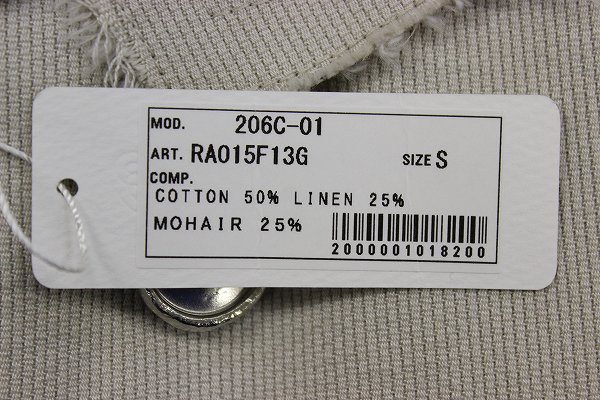 MOD. 206C-01
ART. RA015F13G SIZE S
COMP.
COTTON 50% LINEN 25%
MOHAIR 25%
2000001018200